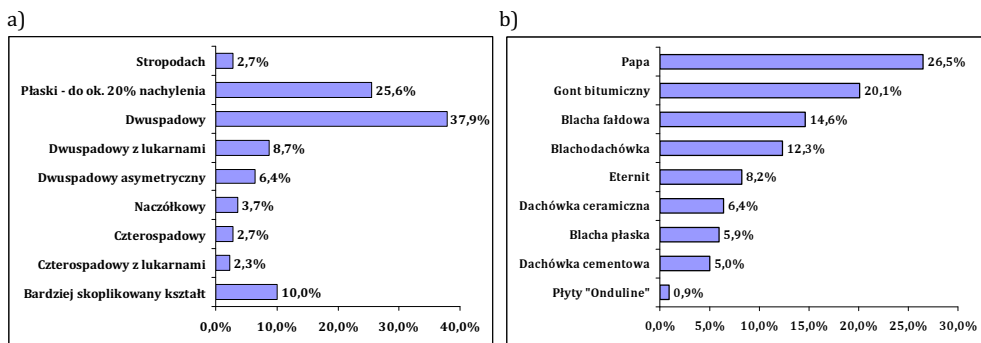 a)
Stropodach 2,7%
Płaski - do ok. 20% nachylenia 25,6%
Dwuspadowy 37,9%
Dwuspadowy z lukarnami 8,7%
Dwuspadowy asymetryczny 6,4%
Naczółkowy 3,7%
Czterospadowy 2,7%
Czterospadowy z lukarnami 2,3%
Bardziej skoplikowany kształt 10,0%
0,0% 10,0% 20,0% 30,0% 40,0%
b)
Papa 26,5%
Gont bitumiczny 20,1%
Blacha fałdowa 14,6%
Blachodachówka 12,3%
Eternit 8,2%
Dachówka ceramiczna 6,4%
Blacha płaska 5,9%
Dachówka cementowa 5,0%
Płyty "Onduline" 0,9%
0,0% 5,0% 10,0% 15,0% 20,0% 25,0% 30,0%